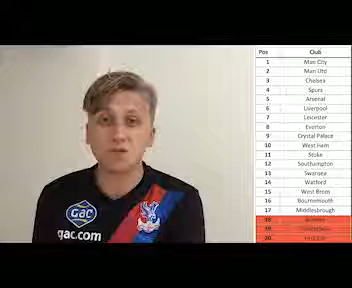 Pos Club
1 Man City
2 Man Utd
3 Chelsea
4 Spurs
5 Arsenal
6 Liverpool
7 Leicester
8 Everton
9 Crystal Palace
10 West Ham
11 Stoke
12 Southampton
13 Swansea
14 Watford
15 West Brom
16 Bournemouth
17 Middlesbrough
18
19
20
GAC
gac.com